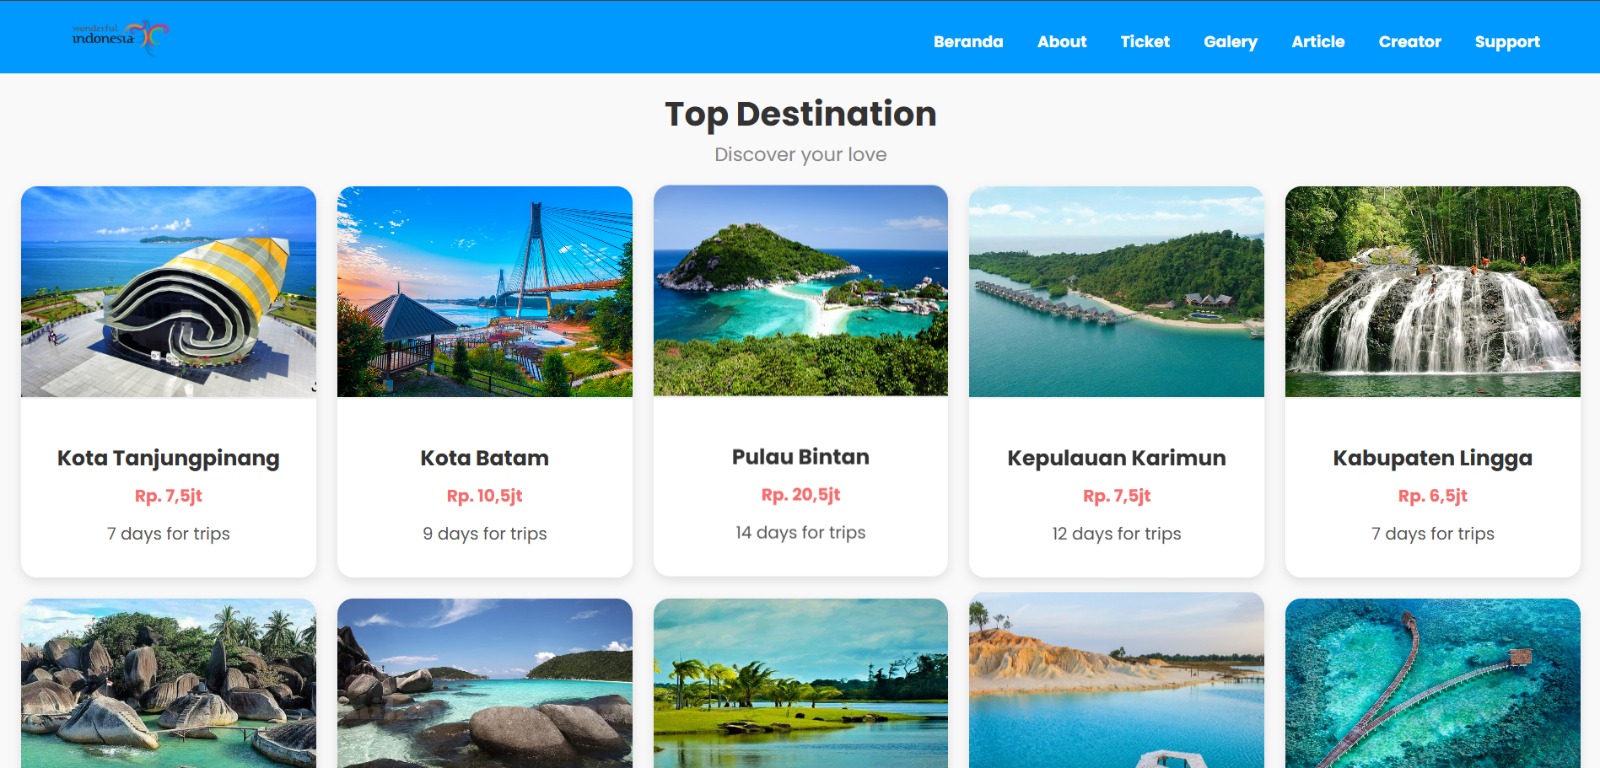 wonderful
indonesia
Beranda About Ticket Galery Article Creator Support
Top Destination
Discover your love
Kota Tanjungpinang
Rp. 7,5jt
7 days for trips
Kota Batam
Rp. 10,5jt
9 days for trips
Pulau Bintan
Rp. 20,5jt
14 days for trips
Kepulauan Karimun
Rp. 7,5jt
12 days for trips
Kabupaten Lingga
Rp. 6,5jt
7 days for trips